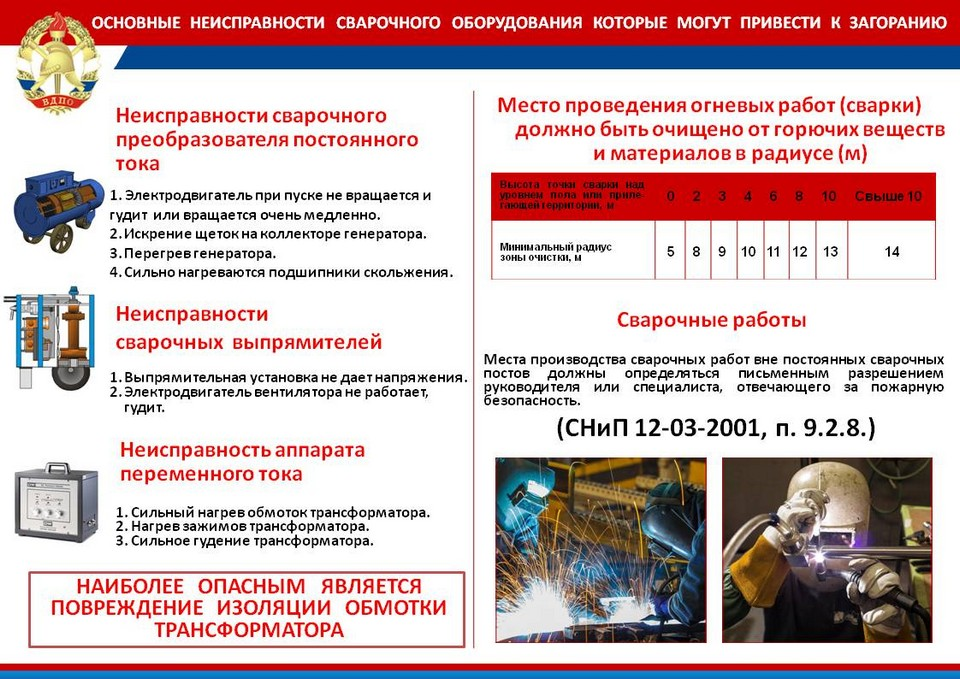 ОСНОВНЫЕ НЕИСПРАВНОСТИ СВАРОЧНОГО ОБОРУДОВАНИЯ КОТОРЫЕ МОГУТ ПРИВЕСТИ К ЗАГОРАНИЮ
ВДПО
Неисправности сварочного
преобразователя постоянного
тока
1. Электродвигатель при пуске не вращается и
гудит или вращается очень медленно.
2. Искрение щеток на коллекторе генератора.
3. Перегрев генератора.
4. Сильно нагреваются подшипники скольжения.
Неисправности
сварочных выпрямителей
1. Выпрямительная установка не дает напряжения.
2. Электродвигатель вентилятора не работает,
гудит.
Неисправность аппарата
переменного тока
1. Сильный нагрев обмоток трансформатора.
2. Нагрев зажимов трансформатора.
3. Сильное гудение трансформатора.
НАИБОЛЕЕ ОПАСНЫМ ЯВЛЯЕТСЯ
ПОВРЕЖДЕНИЕ ИЗОЛЯЦИИ ОБМОТКИ
ТРАНСФОРМАТОРА
Место проведения огневых работ (сварки)
должно быть очищено от горючих веществ
и материалов в радиусе (м)
Высота точки сварки над
уровнем пола или приле-
гающей территории, м
0 2 3 4 6 8 10 Свыше 10
Минимальный радиус
зоны очистки, м
5 8 9 10 11 12 13 14
Сварочные работы
Места производства сварочных работ вне постоянных сварочных
постов должны определяться письменным разрешением
руководителя или специалиста, отвечающего за пожарную
безопасность.
(СНиП 12-03-2001, п. 9.2.8.)